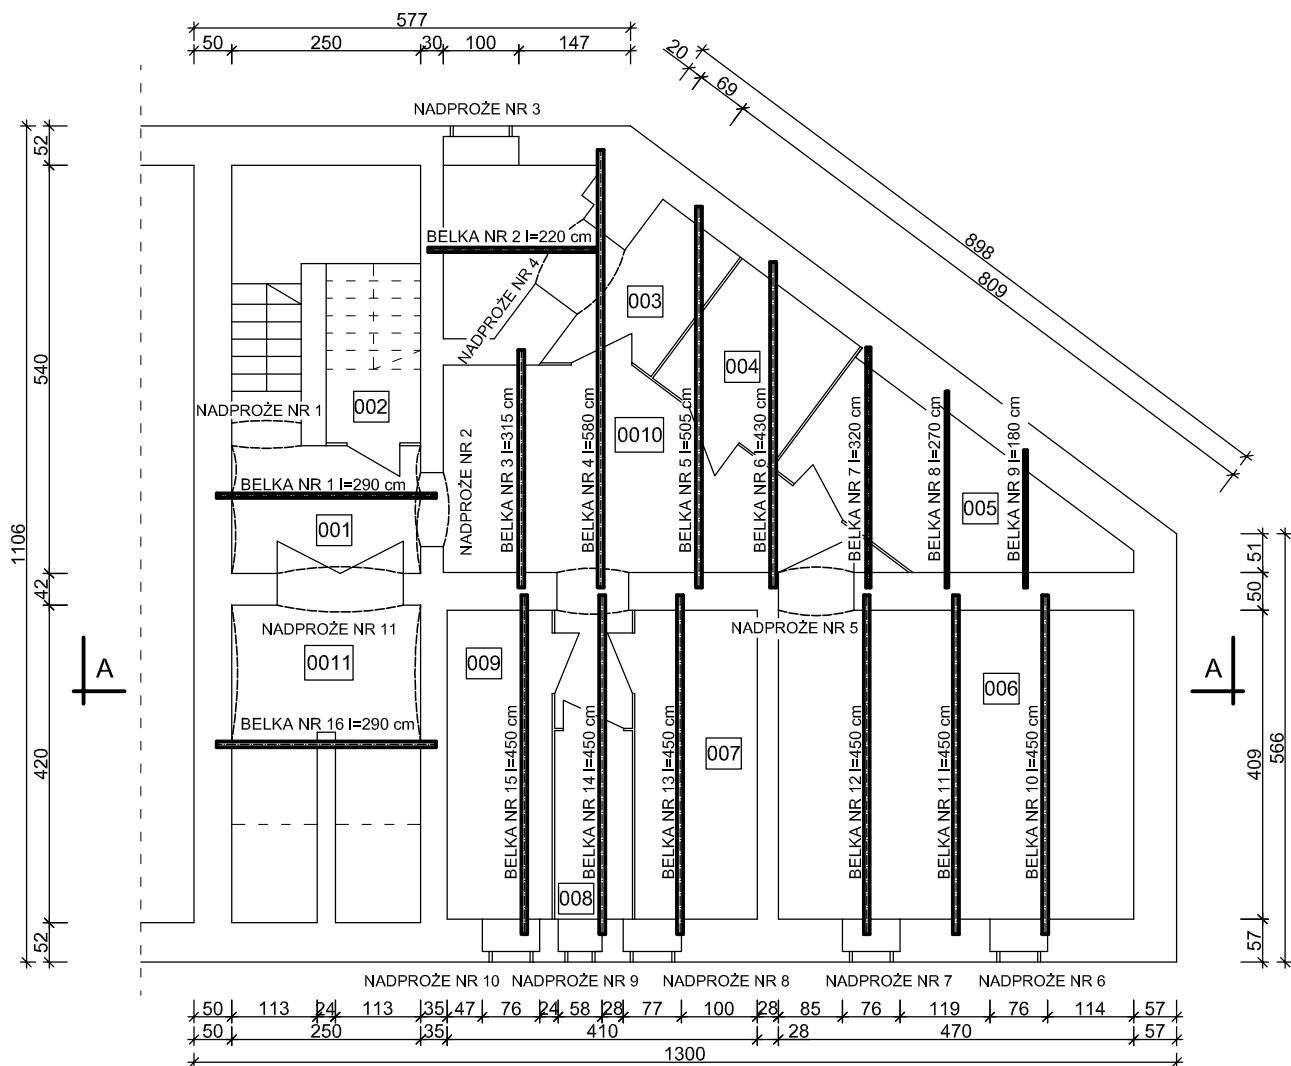 577
50 250 30 100 147
20
69
898
809
NADPROŻE NR 3
52
540
1106
42
420
52
BELKA NR 2 l=220 cm
NADPROŻE NR 4
003
004
002
NADPROŻE NR 1
0010
NADPROŻE NR 2
BELKA NR 3 l=315 cm
BELKA NR 4 l=580 cm
BELKA NR 5 l=505 cm
BELKA NR 6 l=430 cm
BELKA NR 7 l=320 cm
BELKA NR 8 l=270 cm
BELKA NR 9 l=180 cm
BELKA NR 1 l=290 cm
001
005
51
50
409
566
57
NADPROŻE NR 11
NADPROŻE NR 5
0011
009
006
A
A
BELKA NR 16 l=290 cm
007
BELKA NR 15 l=450 cm
BELKA NR 14 l=450 cm
BELKA NR 13 l=450 cm
BELKA NR 12 l=450 cm
BELKA NR 11 l=450 cm
BELKA NR 10 l=450 cm
008
NADPROŻE NR 10
NADPROŻE NR 9
NADPROŻE NR 8
NADPROŻE NR 7
NADPROŻE NR 6
50 113 24 113 35 47 76 24 58 28 77 100 28 85 76 119 76 114 57
50 250 35 410 28 470 57
1300